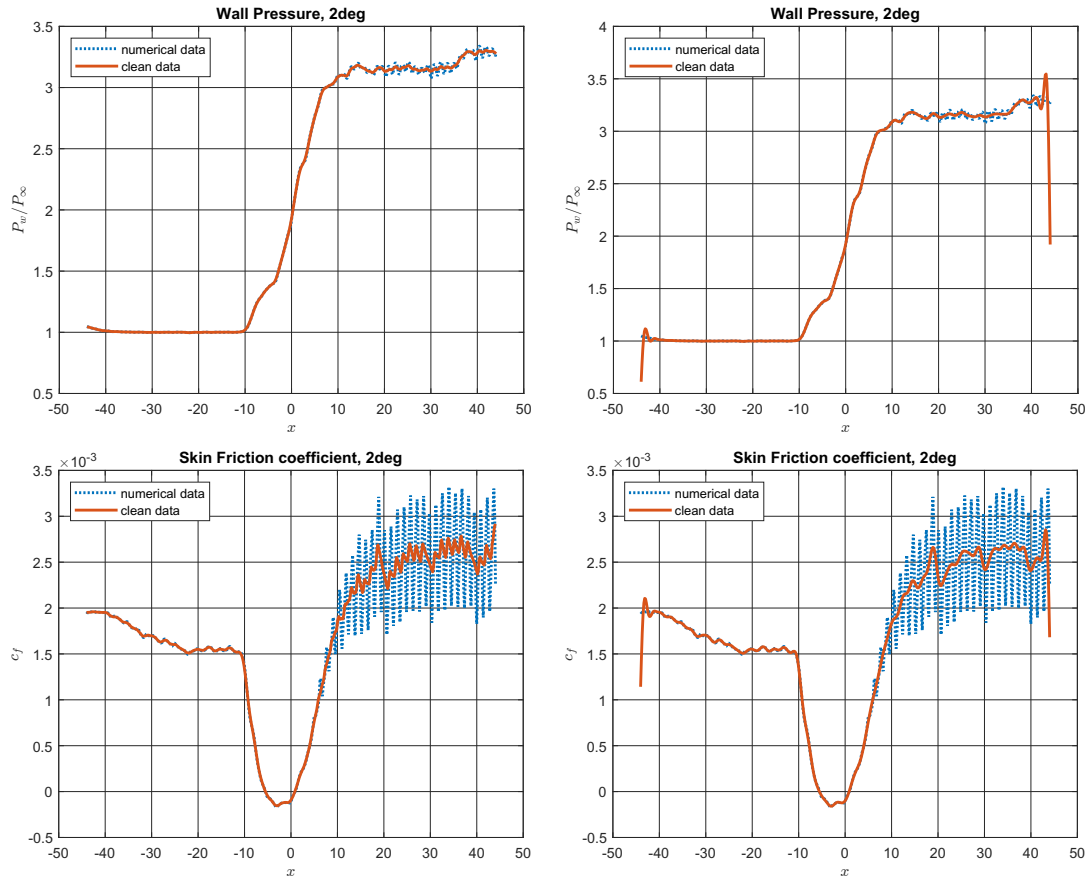 Wall Pressure, 2deg
3.5
3
2.5
2
1.5
1
0.5
numerical data
clean data
P_w/P_∞
-50 -40 -30 -20 -10 0 10 20 30 40 50
x
Wall Pressure, 2deg
4
3.5
3
2.5
2
1.5
1
0.5
numerical data
clean data
P_w/P_∞
-50 -40 -30 -20 -10 0 10 20 30 40 50
x
Skin Friction coefficient, 2deg
×10^-3
3.5
3
2.5
2
1.5
1
0.5
0
-0.5
numerical data
clean data
c_f
-50 -40 -30 -20 -10 0 10 20 30 40 50
x
Skin Friction coefficient, 2deg
×10^-3
3.5
3
2.5
2
1.5
1
0.5
0
-0.5
numerical data
clean data
c_f
-50 -40 -30 -20 -10 0 10 20 30 40 50
x